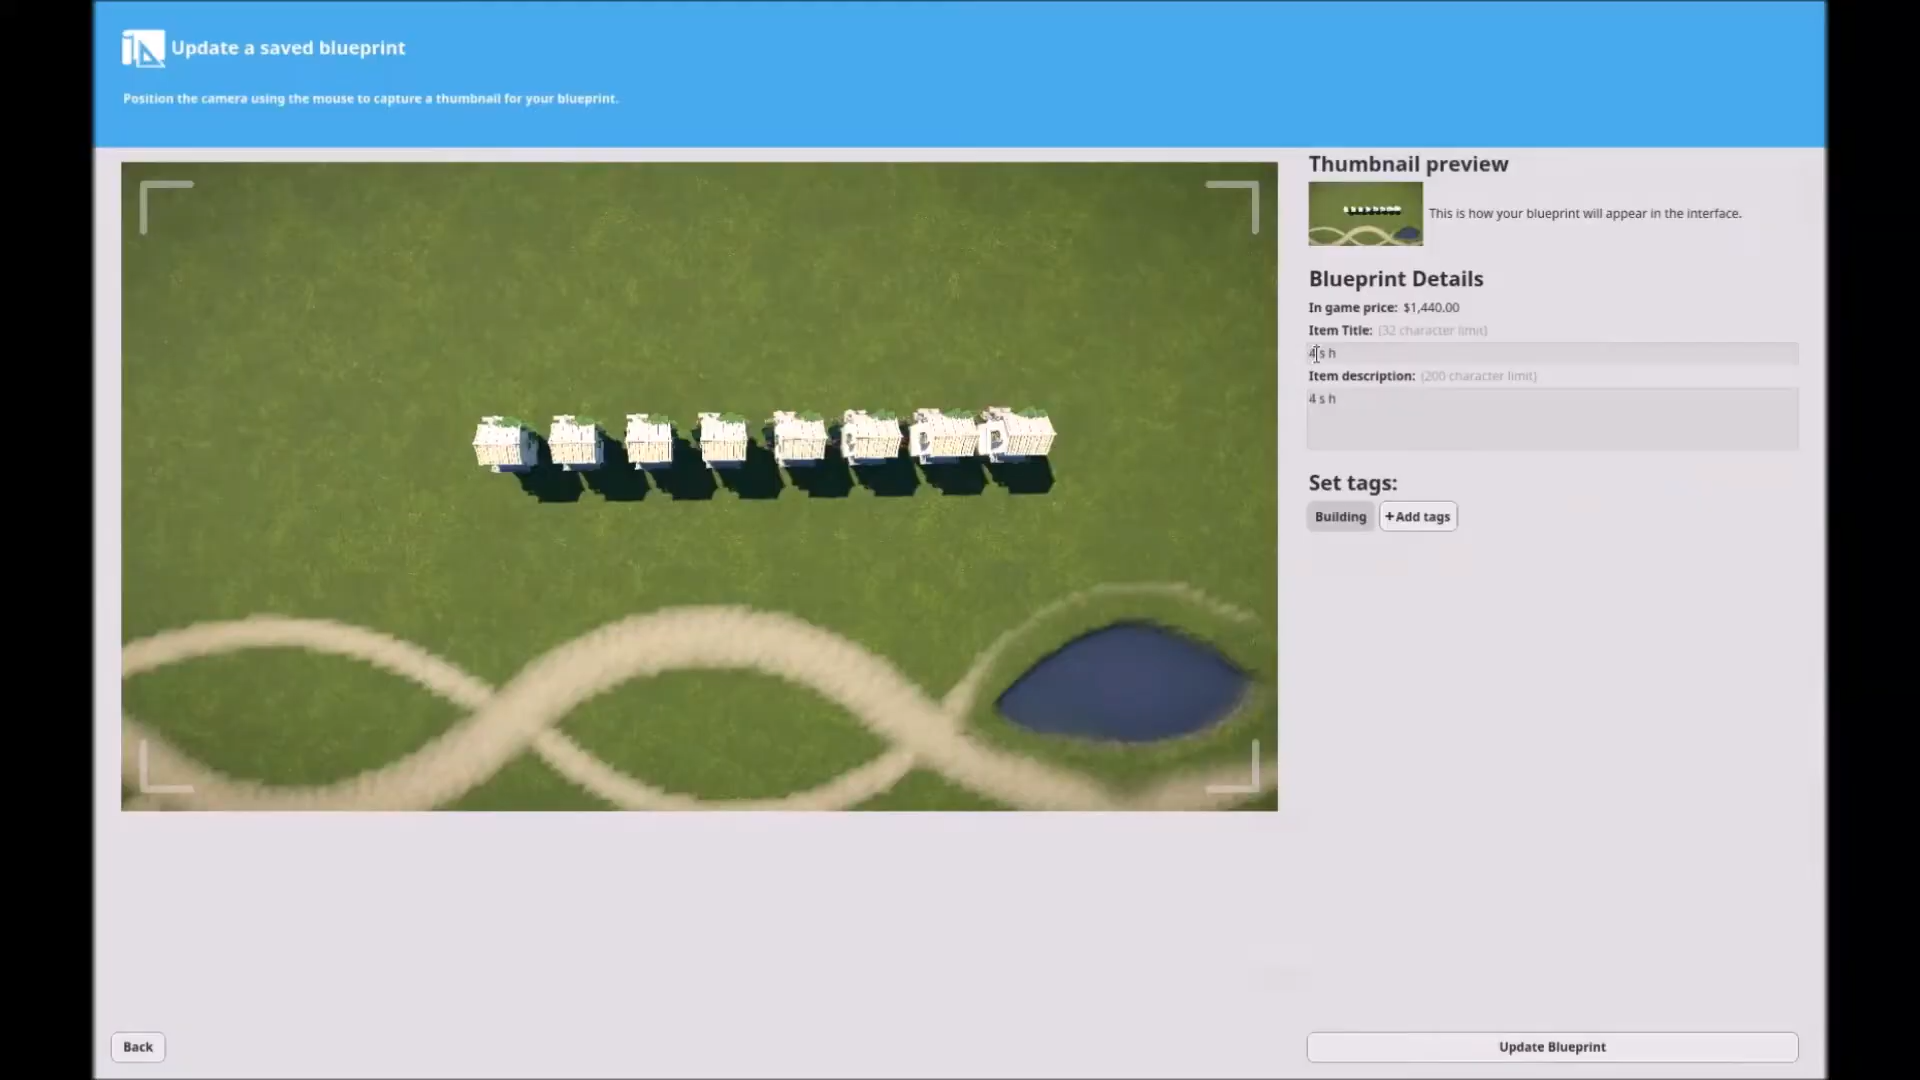 Update a saved blueprint
Position the camera using the mouse to capture a thumbnail for your blueprint.
Thumbnail preview
This is how your blueprint will appear in the interface.
Blueprint Details
In game price: $1,440.00
Item Title: (32 character limit)
4 s h
Item description: (200 character limit)
4 s h
Set tags:
Building +Add tags
Back
Update Blueprint